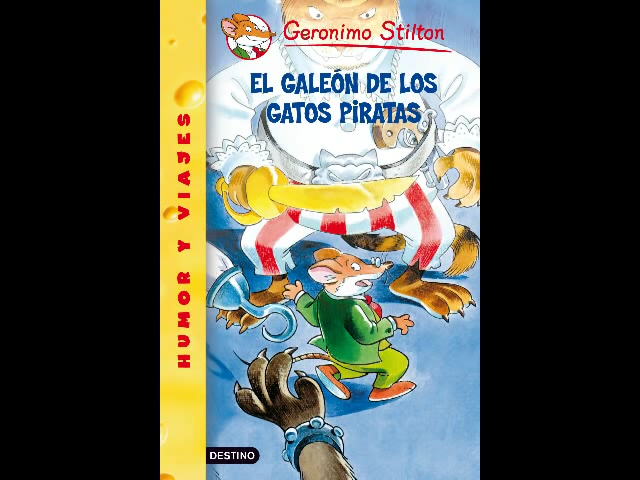 Geronimo Stilton
EL GALEÓN DE LOS
GATOS PIRATAS
HUMOR Y VIAJES
DESTINO